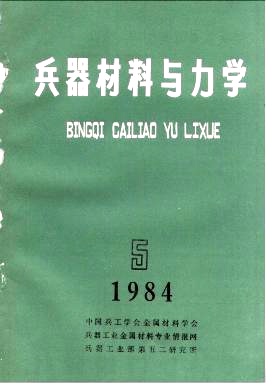 兵器材料与力学
BINGQI CAILIAO YU LIXUE
5
1984
中国兵工学会金属材料学会
兵器工业金属材料专业情报网
兵器工业部第五二研究所